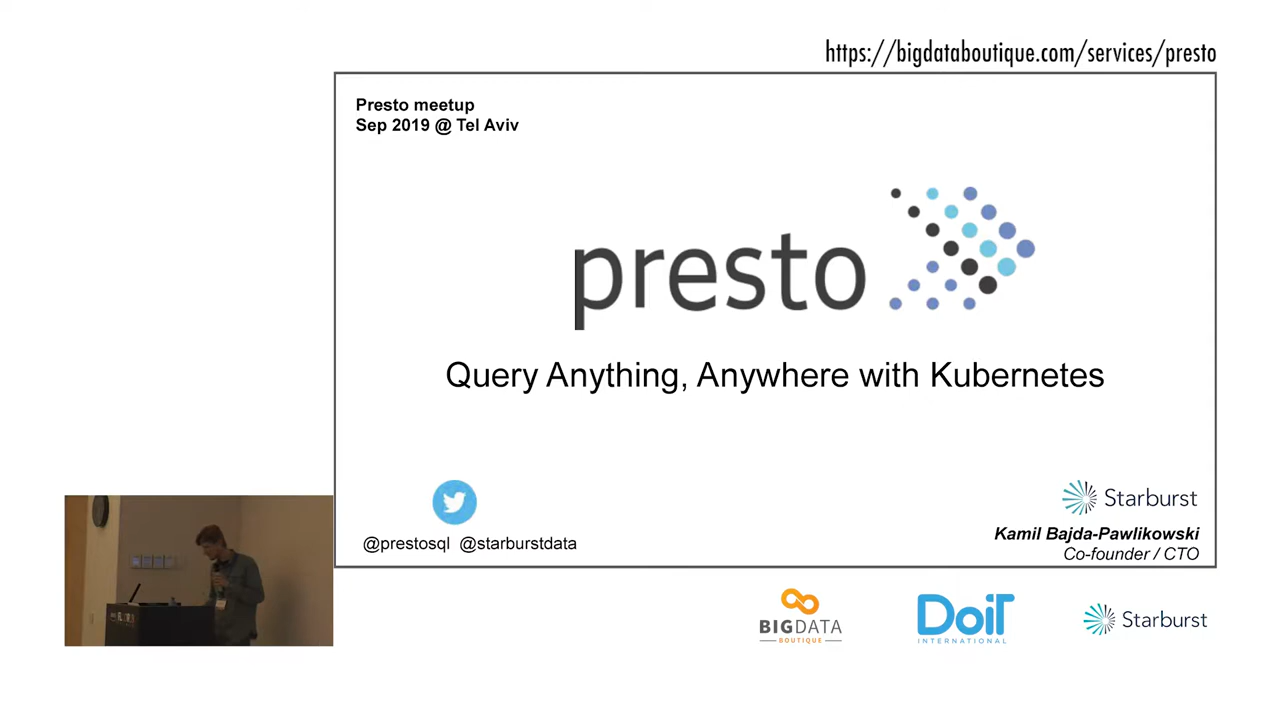 https://bigdataboutique.com/services/presto
Presto meetup
Sep 2019 @ Tel Aviv
presto
Query Anything, Anywhere with Kubernetes
@prestosql @starburstdata
Starburst
Kamil Bajda-Pawlikowski
Co-founder / CTO
BIGDATA
BOUTIQUE
DoiT
INTERNATIONAL
Starburst